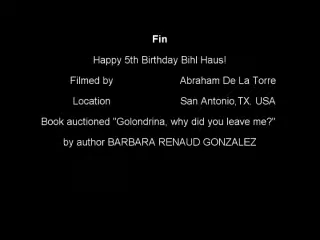 Fin
Happy 5th Birthday Bihl Haus!
Filmed by Abraham De La Torre
Location San Antonio,TX. USA
Book auctioned "Golondrina, why did you leave me?"
by author BARBARA RENAUD GONZALEZ